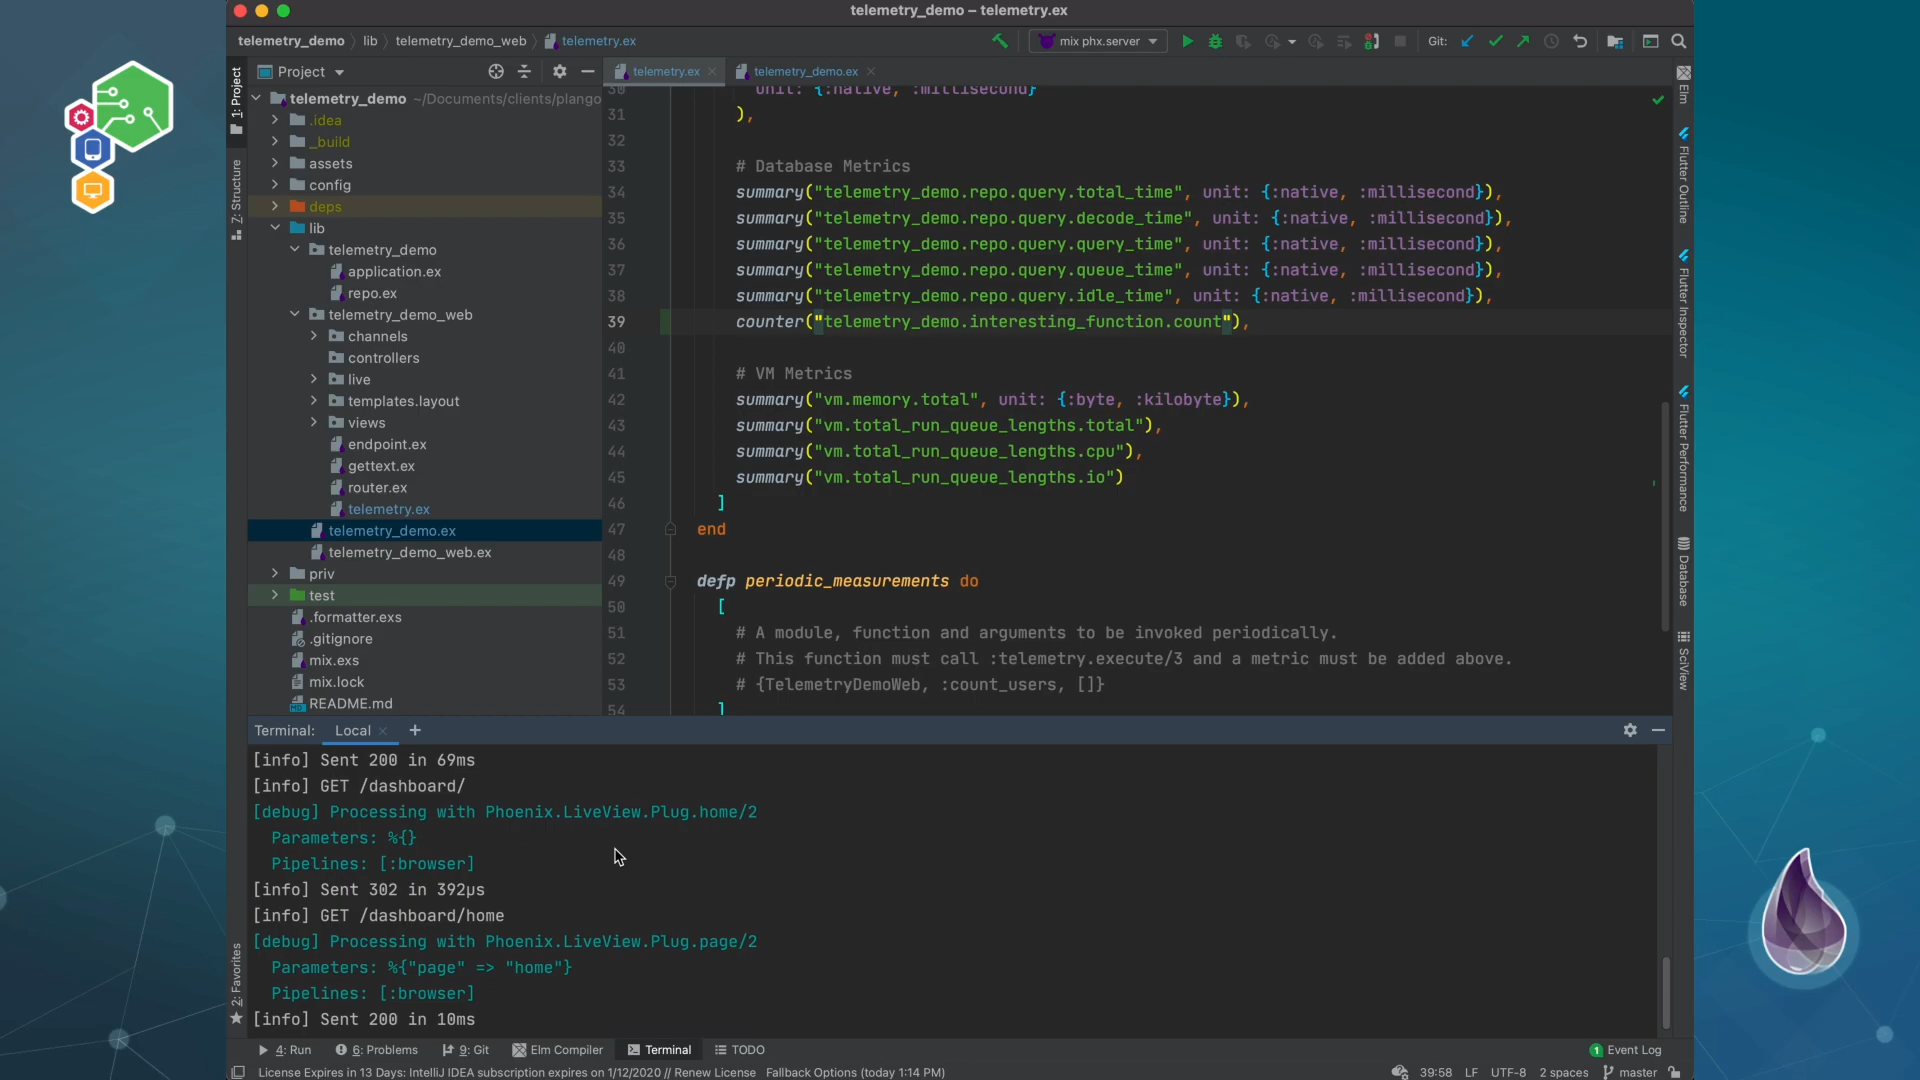 telemetry_demo – telemetry.ex
telemetry_demo lib telemetry_demo_web telemetry.ex
mix phx.server
Git:
1: Project
Project
telemetry.ex
telemetry_demo.ex
telemetry_demo ~/Documents/clients/plango
.idea
_build
assets
config
deps
lib
telemetry_demo
application.ex
repo.ex
telemetry_demo_web
channels
controllers
live
templates.layout
views
endpoint.ex
gettext.ex
router.ex
telemetry.ex
telemetry_demo.ex
telemetry_demo_web.ex
priv
test
.formatter.exs
.gitignore
mix.exs
mix.lock
README.md
Z: Structure
2: Favorites
30 unit: {:native, :millisecond}
31 ),
32
33 # Database Metrics
34 summary("telemetry_demo.repo.query.total_time", unit: {:native, :millisecond}),
35 summary("telemetry_demo.repo.query.decode_time", unit: {:native, :millisecond}),
36 summary("telemetry_demo.repo.query.query_time", unit: {:native, :millisecond}),
37 summary("telemetry_demo.repo.query.queue_time", unit: {:native, :millisecond}),
38 summary("telemetry_demo.repo.query.idle_time", unit: {:native, :millisecond}),
39 counter("telemetry_demo.interesting_function.count"),
40
41 # VM Metrics
42 summary("vm.memory.total", unit: {:byte, :kilobyte}),
43 summary("vm.total_run_queue_lengths.total"),
44 summary("vm.total_run_queue_lengths.cpu"),
45 summary("vm.total_run_queue_lengths.io")
46 ]
47 end
48
49 defp periodic_measurements do
50 [
51 # A module, function and arguments to be invoked periodically.
52 # This function must call :telemetry.execute/3 and a metric must be added above.
53 # {TelemetryDemoWeb, :count_users, []}
54 ]
Elm
Flutter Outline
Flutter Inspector
Flutter Performance
Database
SciView
Terminal: Local
[info] Sent 200 in 69ms
[info] GET /dashboard/
[debug] Processing with Phoenix.LiveView.Plug.home/2
Parameters: %{}
Pipelines: [:browser]
[info] Sent 302 in 392µs
[info] GET /dashboard/home
[debug] Processing with Phoenix.LiveView.Plug.page/2
Parameters: %{"page" => "home"}
Pipelines: [:browser]
[info] Sent 200 in 10ms
4: Run 6: Problems 9: Git Elm Compiler Terminal TODO 1 Event Log
License Expires in 13 Days: IntelliJ IDEA subscription expires on 1/12/2020 // Renew License Fallback Options (today 1:14 PM) 39:58 LF UTF-8 2 spaces master